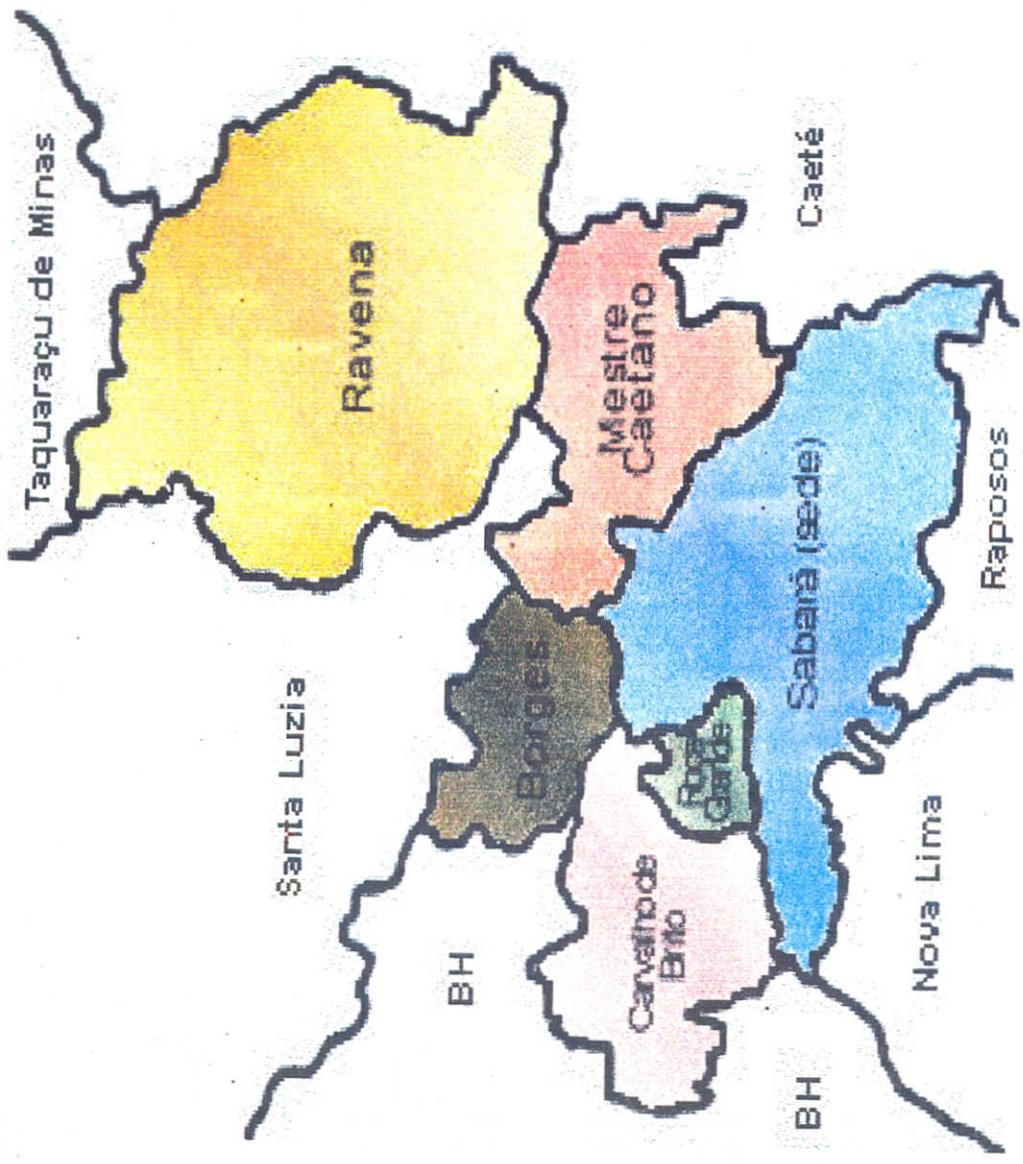 Taquaraçu de Minas
Ravena
Santa Luzia
Mestre
Caetano
Caeté
Borges
BH
Roça
Grande
Sabará (sede)
Carvalho de
Brito
Raposos
Nova Lima
BH